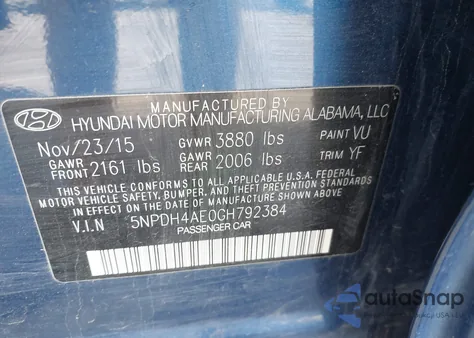 MANUFACTURED BY
HYUNDAI MOTOR MANUFACTURING ALABAMA, LLC
Nov/23/15 GVWR 3880 lbs PAINT VU
GAWR FRONT 2161 lbs GAWR REAR 2006 lbs TRIM YF
THIS VEHICLE CONFORMS TO ALL APPLICABLE U.S.A FEDERAL
MOTOR VEHICLE SAFETY, BUMPER, AND THEFT PREVENTION
STANDARDS IN EFFECT ON THE DATE OF MANUFACTURE SHOWN ABOVE
V.I.N 5NPDH4AE0GH792384
PASSENGER CAR
autoSnap